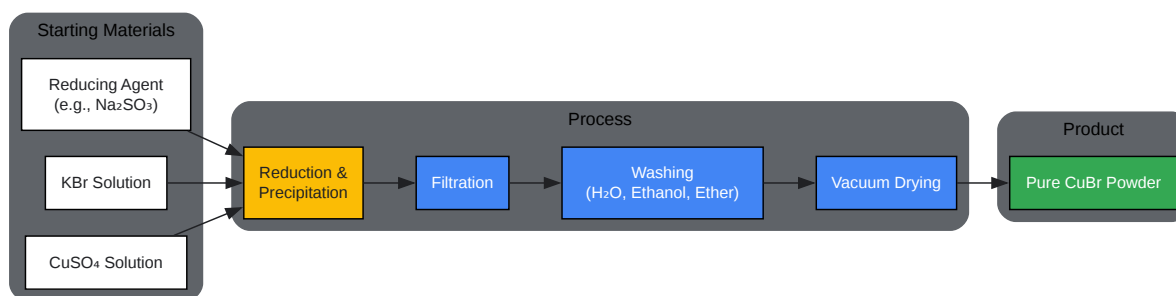 Starting Materials
Reducing Agent
(e.g., Na₂SO₃)
KBr Solution
CuSO₄ Solution
Process
Reduction &
Precipitation
Filtration
Washing
(H₂O, Ethanol, Ether)
Vacuum Drying
Product
Pure CuBr Powder